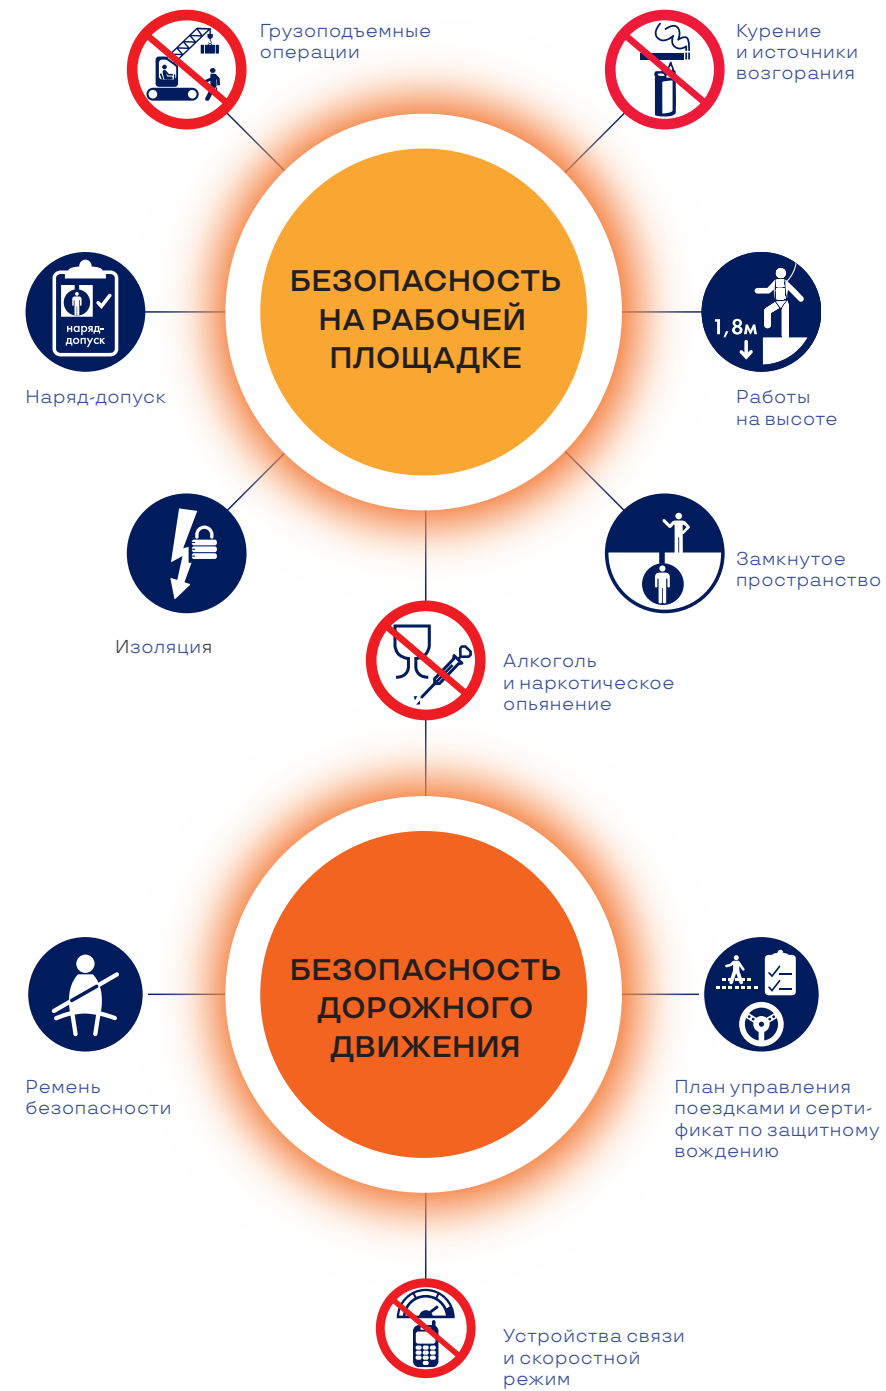 Грузоподъемные
операции
Курение
и источники
возгорания
БЕЗОПАСНОСТЬ
НА РАБОЧЕЙ
ПЛОЩАДКЕ
наряд-
допуск
Наряд-допуск
1,8м
Работы
на высоте
Изоляция
Замкнутое
пространство
Алкоголь
и наркотическое
опьянение
БЕЗОПАСНОСТЬ
ДОРОЖНОГО
ДВИЖЕНИЯ
Ремень
безопасности
План управления
поездками и серти-
фикат по защитному
вождению
Устройства связи
и скоростной
режим